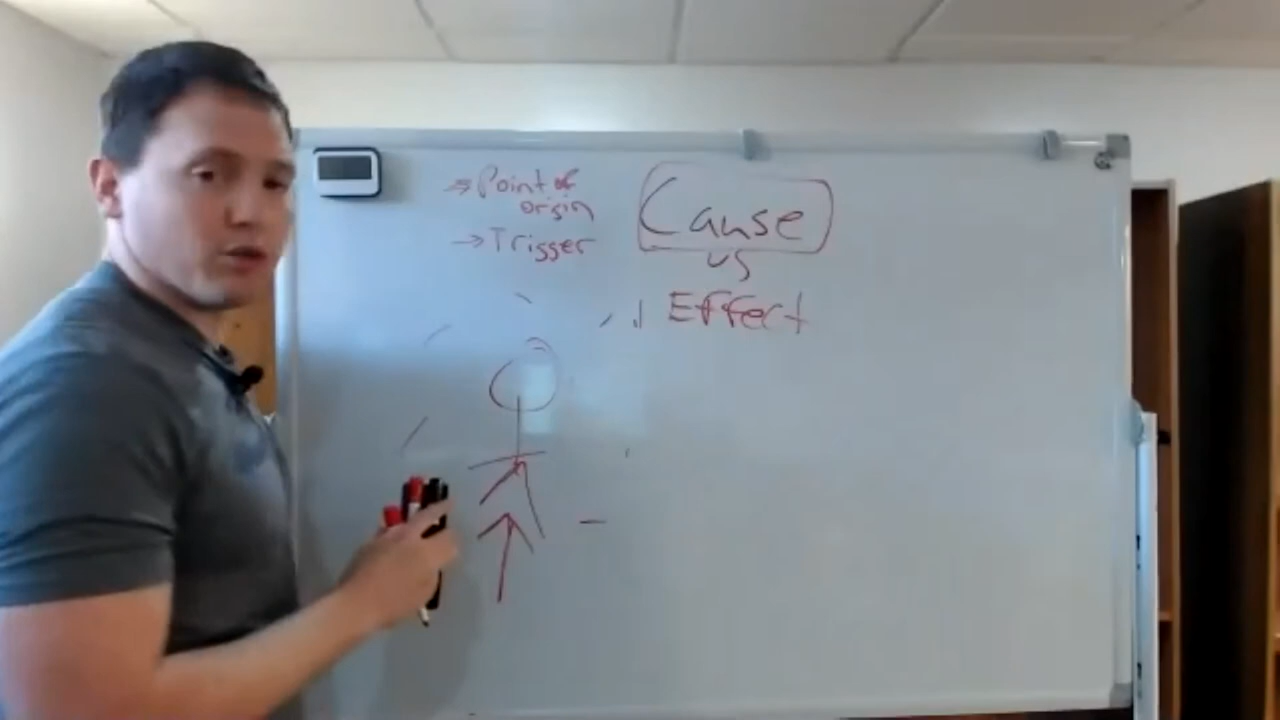 → Point of
origin
→ Trigger
Cause
vs
Effect